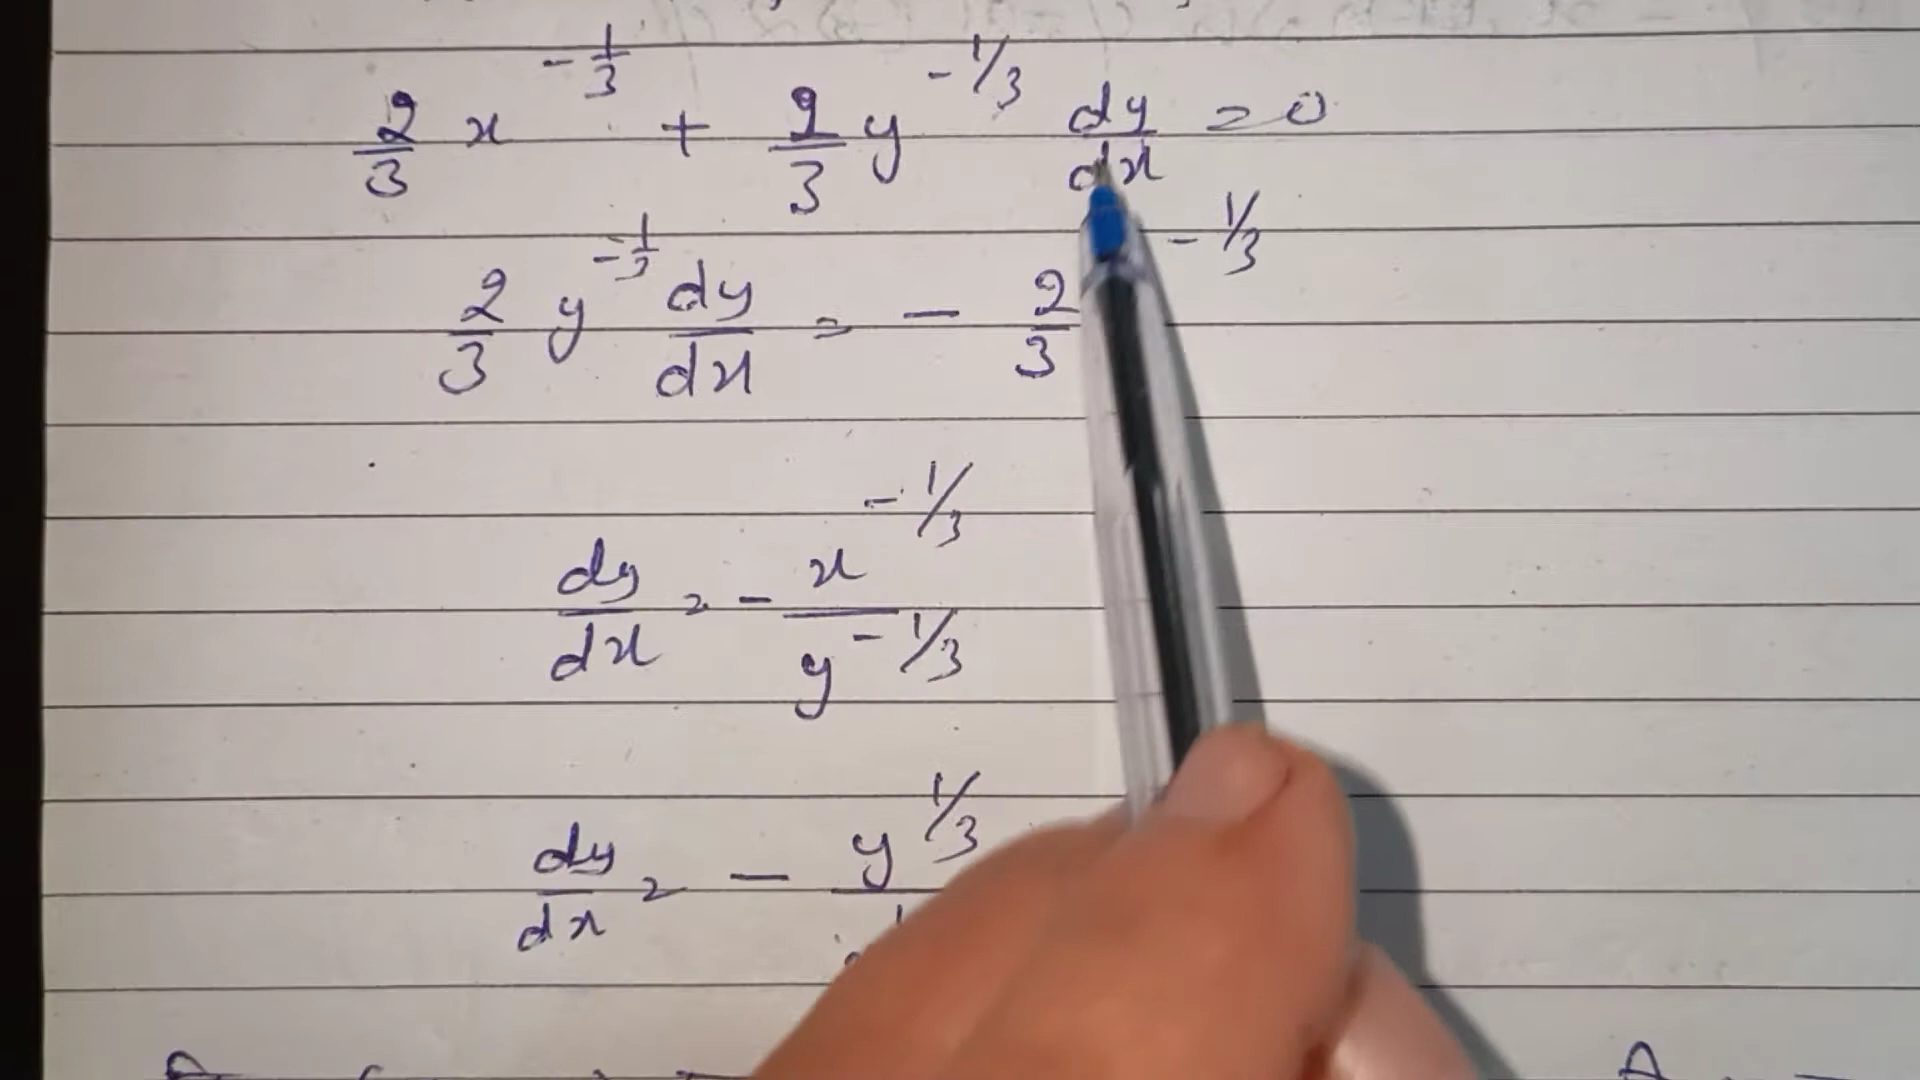 2/3 x^(-1/3) + 2/3 y^(-1/3) dy/dx = 0
2/3 y^(-1/3) dy/dx = - 2/3 ^(-1/3)
dy/dx = - x^(-1/3) / y^(-1/3)
dy/dx = - y^(1/3)